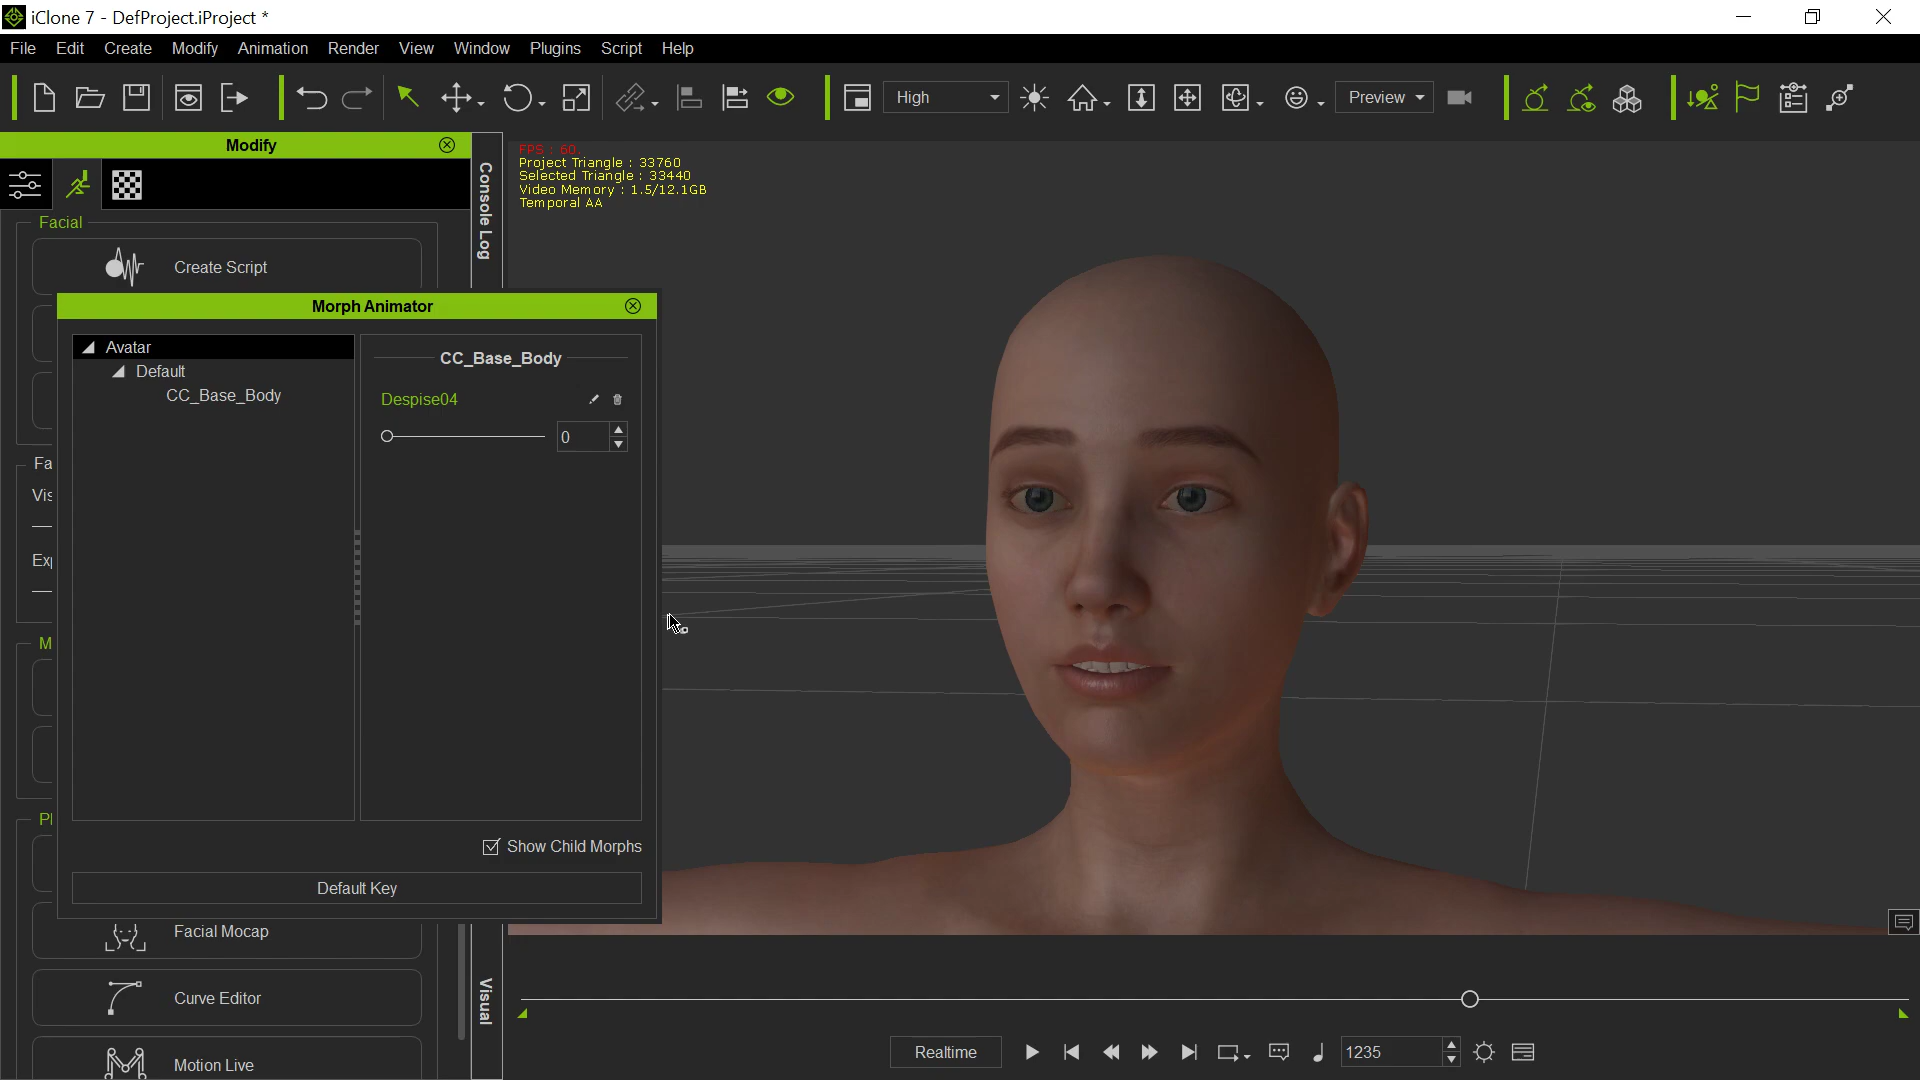 iClone 7 - DefProject.iProject *
File Edit Create Modify Animation Render View Window Plugins Script Help
High
Preview
Modify
Console Log
FPS : 60.
Project Triangle : 33760
Selected Triangle : 33440
Video Memory : 1.5/12.1GB
Temporal AA
Facial
Create Script
Morph Animator
Avatar
Default
CC_Base_Body
CC_Base_Body
Despise04
0
Fa
Vis
Exp
M
Show Child Morphs
Default Key
Facial Mocap
Curve Editor
Motion Live
Visual
Realtime
1235